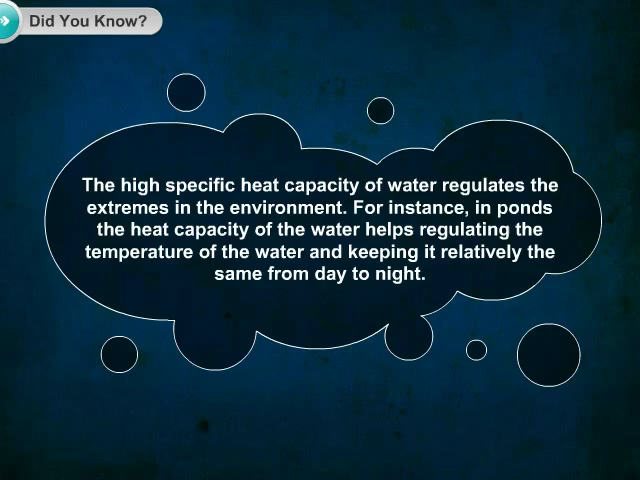 Did You Know?
The high specific heat capacity of water regulates the
extremes in the environment. For instance, in ponds
the heat capacity of the water helps regulating the
temperature of the water and keeping it relatively the
same from day to night.